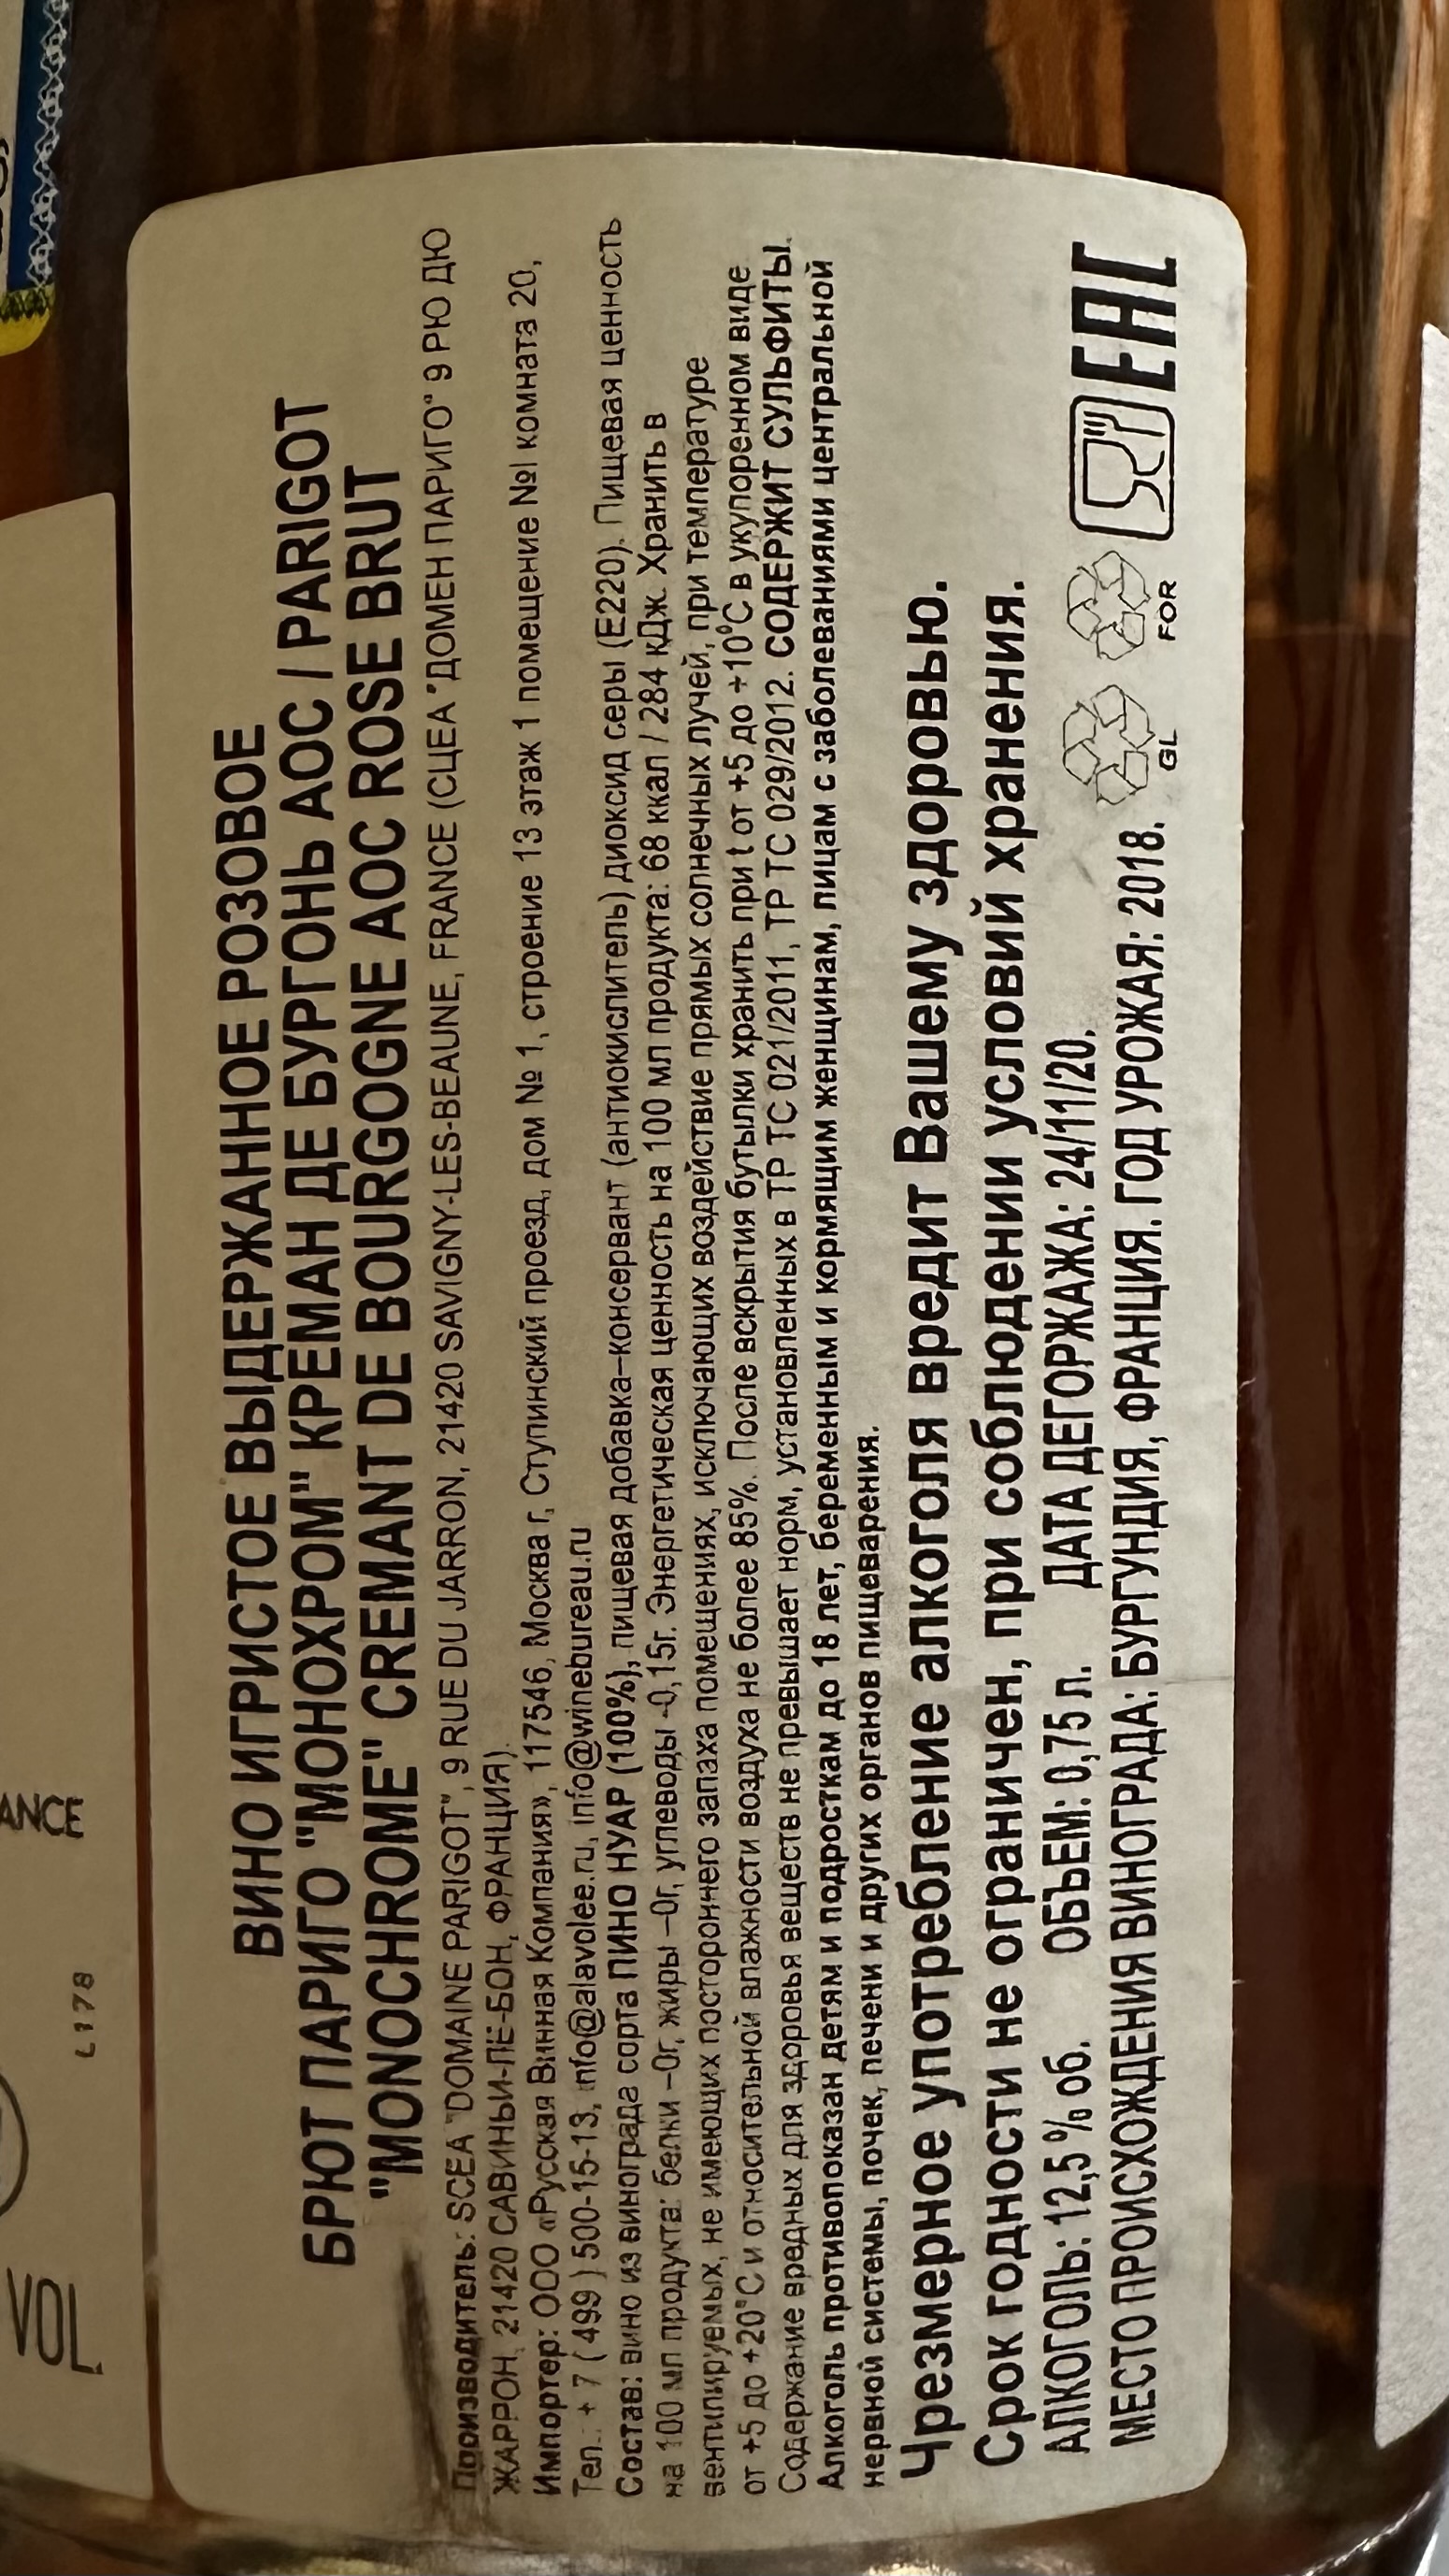 ANCE
L178
VOL.
ВИНО ИГРИСТОЕ ВЫДЕРЖАННОЕ РОЗОВОЕ
БРЮТ ПАРИГО "МОНОХРОМ" КРЕМАН ДЕ БУРГОНЬ АОС / PARIGOT
"MONOCHROME" CREMANT DE BOURGOGNE AOC ROSE BRUT
Производитель: SCEA "DOMAINE PARIGOT", 9 RUE DU JARRON, 21420 SAVIGNY-LES-BEAUNE, FRANCE (СЦЕА "ДОМЕН ПАРИГО" 9 РЮ ДЮ
ЖАРРОН, 21420 САВИНЬИ-ЛЕ-БОН, ФРАНЦИЯ).
Импортер: ООО «Русская Винная Компания», 117546, Москва г, Ступинский проезд, дом № 1, строение 13 этаж 1 помещение №I комната 20,
Тел.: + 7 ( 499 ) 500-15-13, info@alavolee.ru, info@winebureau.ru
Состав: вино из винограда сорта ПИНО НУАР (100%), пищевая добавка–консервант (антиокислитель) диоксид серы (Е220). Пищевая ценность
на 100 мл продукта: белки –0г, жиры –0г, углеводы -0,15г. Энергетическая ценность на 100 мл продукта: 68 ккал / 284 кДж. Хранить в
вентилируемых, не имеющих постороннего запаха помещениях, исключающих воздействие прямых солнечных лучей, при температуре
от +5 до +20°С и относительной влажности воздуха не более 85%. После вскрытия бутылки хранить при t от +5 до +10°С в укупоренном виде.
Содержание вредных для здоровья веществ не превышает норм, установленных в ТР ТС 021/2011, ТР ТС 029/2012. СОДЕРЖИТ СУЛЬФИТЫ.
Алкоголь противопоказан детям и подросткам до 18 лет, беременным и кормящим женщинам, лицам с заболеваниями центральной
нервной системы, почек, печени и других органов пищеварения.
Чрезмерное употребление алкоголя вредит Вашему здоровью.
Срок годности не ограничен, при соблюдении условий хранения.
АЛКОГОЛЬ: 12,5 % об. ОБЪЕМ: 0,75 л. ДАТА ДЕГОРЖАЖА: 24/11/20.
МЕСТО ПРОИСХОЖДЕНИЯ ВИНОГРАДА: БУРГУНДИЯ, ФРАНЦИЯ. ГОД УРОЖАЯ: 2018.
GL FOR EAC